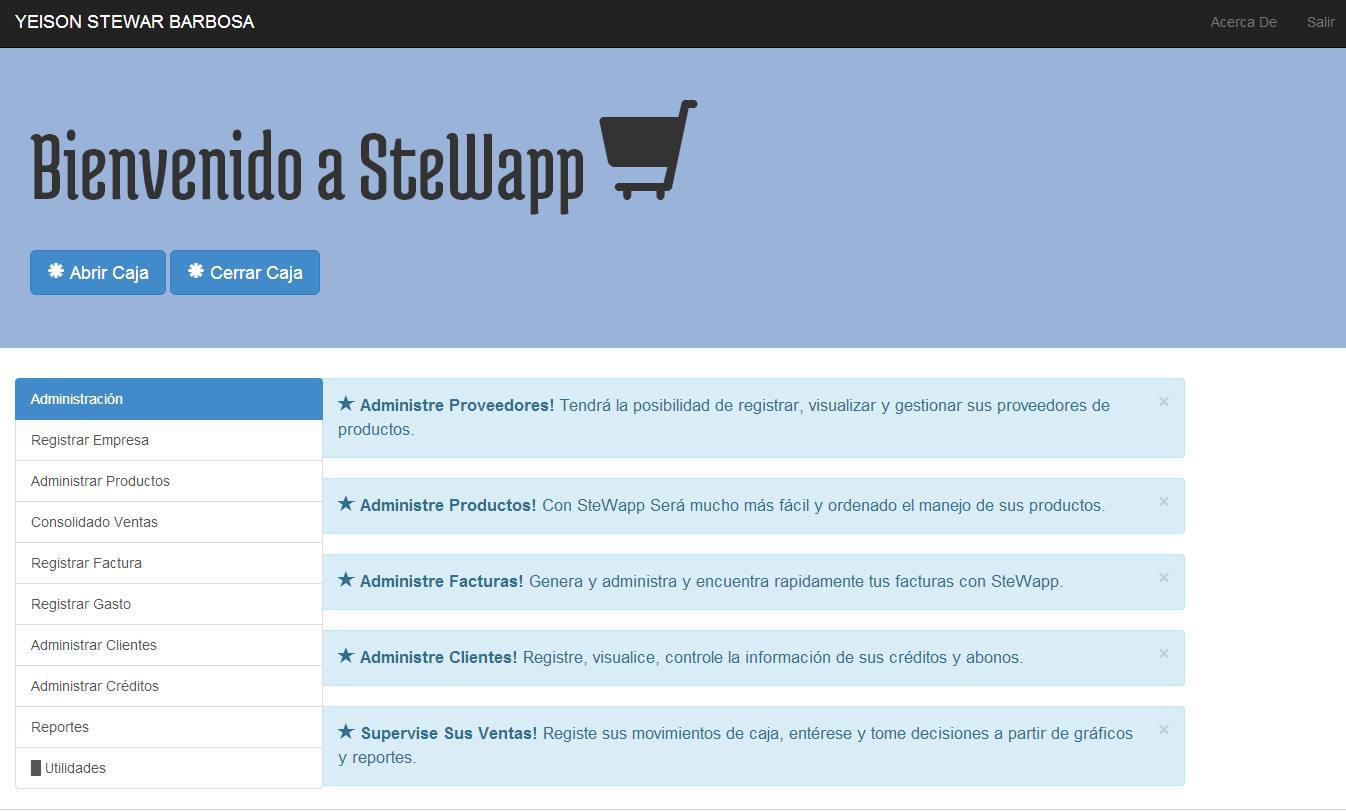 YEISON STEWAR BARBOSA
Acerca De
Salir
Bienvenido a SteWapp
Abrir Caja
Cerrar Caja
Administración
Registrar Empresa
Administrar Productos
Consolidado Ventas
Registrar Factura
Registrar Gasto
Administrar Clientes
Administrar Créditos
Reportes
Utilidades
★ Administre Proveedores! Tendrá la posibilidad de registrar, visualizar y gestionar sus proveedores de
productos.
×
★ Administre Productos! Con SteWapp Será mucho más fácil y ordenado el manejo de sus productos.
×
★ Administre Facturas! Genera y administra y encuentra rapidamente tus facturas con SteWapp.
×
★ Administre Clientes! Registre, visualice, controle la información de sus créditos y abonos.
×
★ Supervise Sus Ventas! Registe sus movimientos de caja, entérese y tome decisiones a partir de gráficos
y reportes.
×